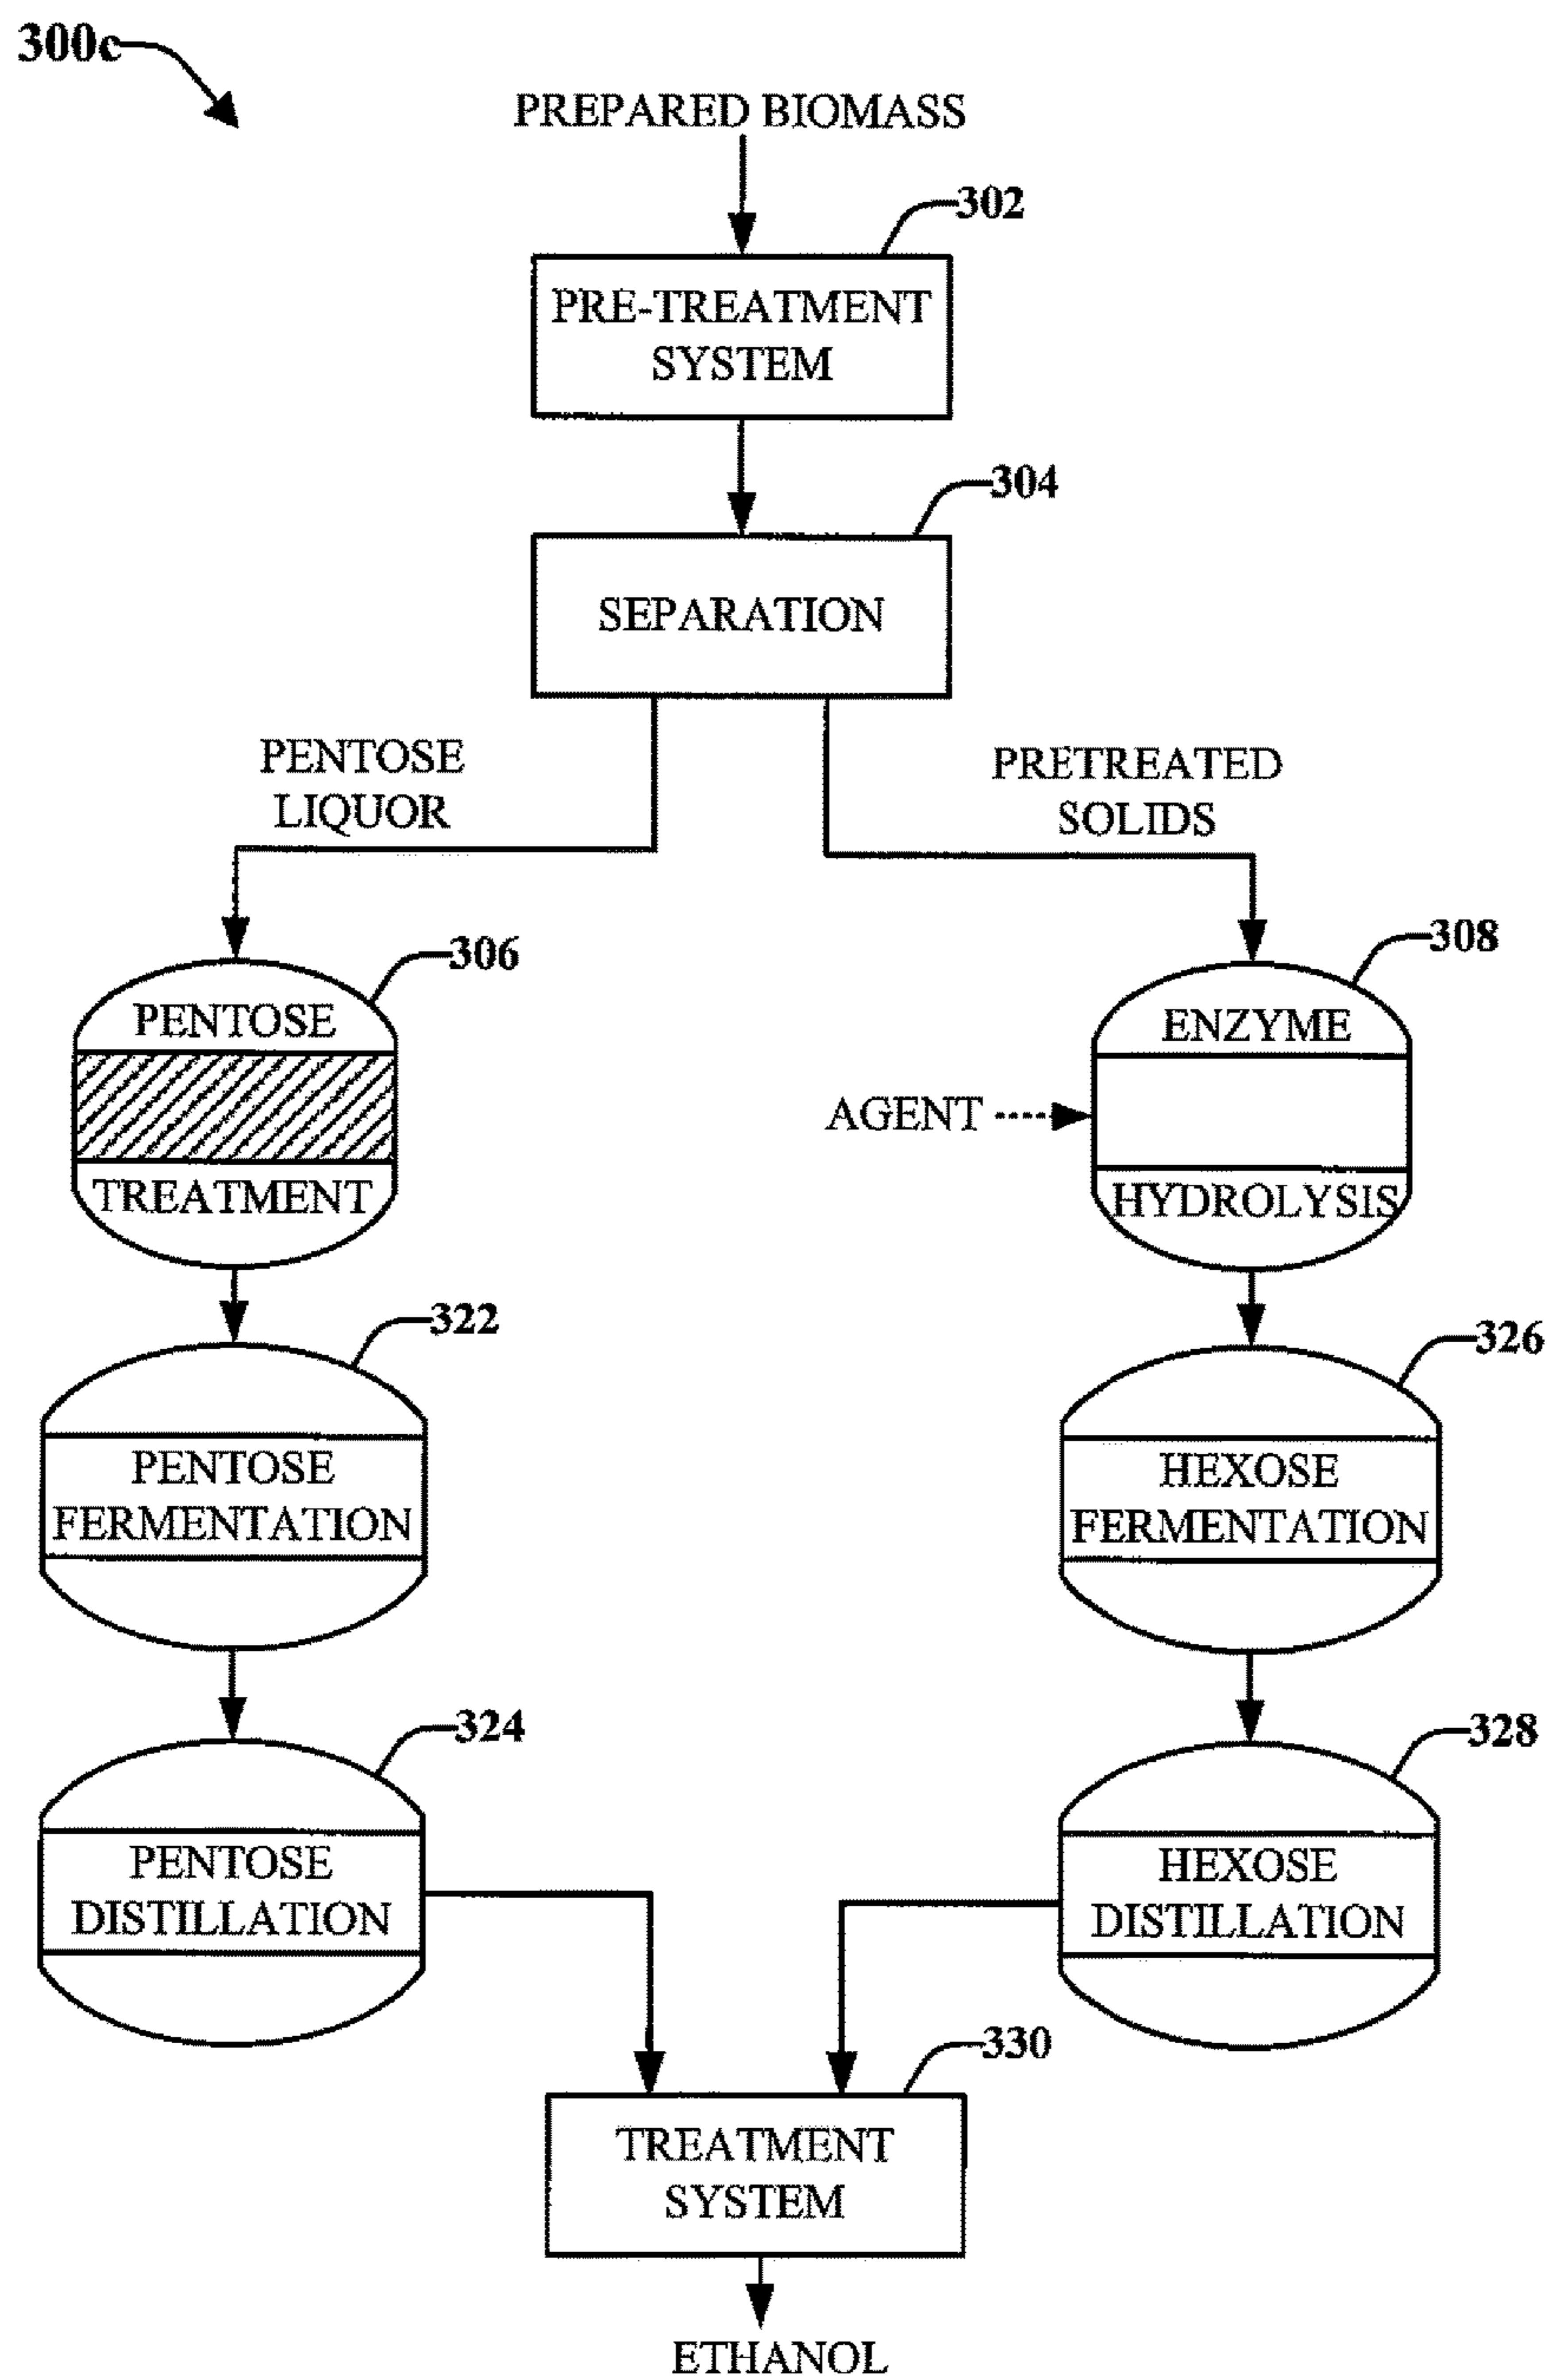 300c
PREPARED BIOMASS
302
PRE-TREATMENT
SYSTEM
304
SEPARATION
PENTOSE
LIQUOR
PRETREATED
SOLIDS
306
PENTOSE
TREATMENT
308
ENZYME
AGENT
HYDROLYSIS
322
PENTOSE
FERMENTATION
326
HEXOSE
FERMENTATION
324
PENTOSE
DISTILLATION
328
HEXOSE
DISTILLATION
330
TREATMENT
SYSTEM
ETHANOL